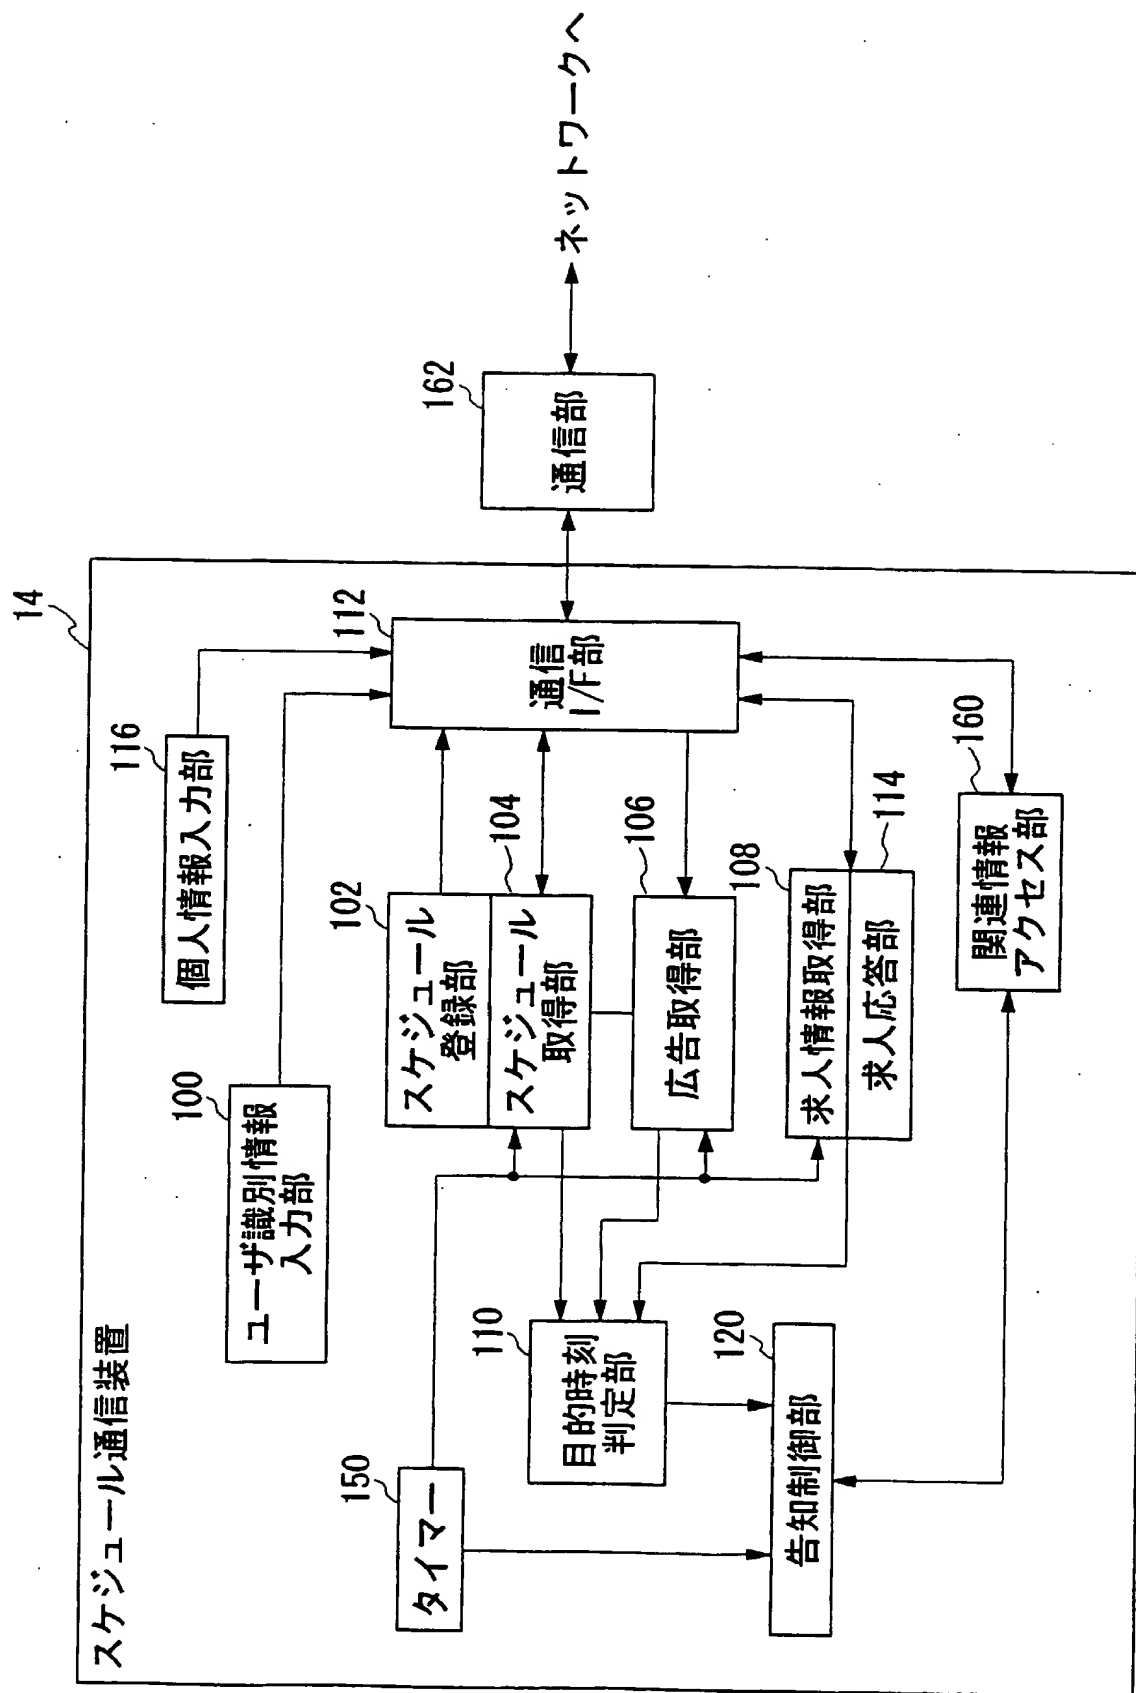 スケジュール通信装置
14
116
個人情報入力部
100
ユーザ識別情報
入力部
150
タイマー
102
スケジュール
登録部
104
スケジュール
取得部
106
広告取得部
108
求人情報取得部
求人応答部
114
110
目的時刻
判定部
120
告知制御部
160
関連情報
アクセス部
112
通信
I/F部
162
通信部
ネットワークへ